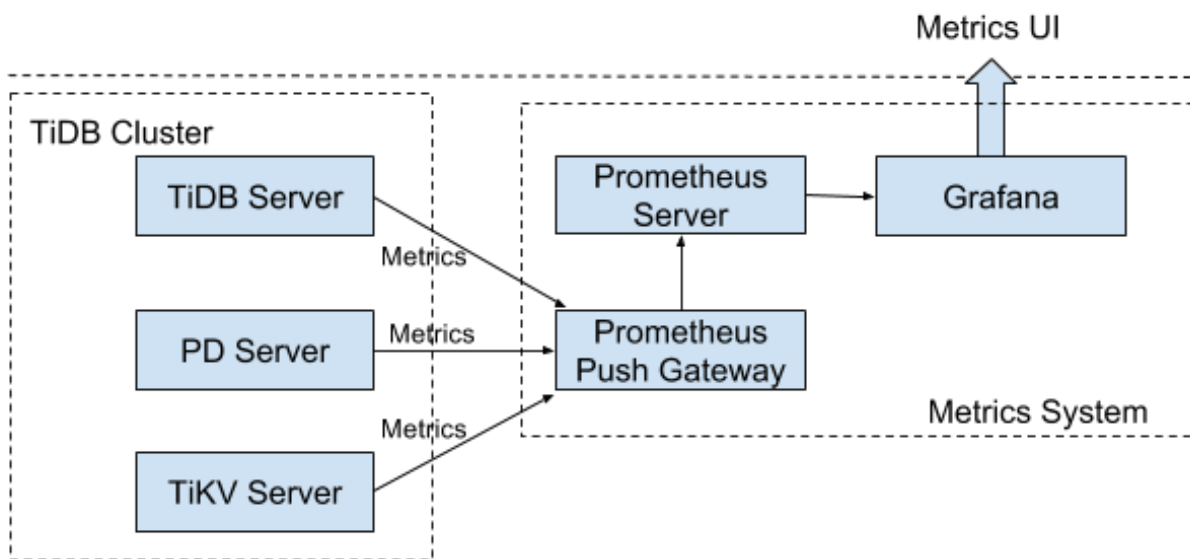 Metrics UI
TiDB Cluster
TiDB Server
Prometheus
Server
Grafana
Metrics
PD Server
Metrics
Prometheus
Push Gateway
Metrics System
Metrics
TiKV Server